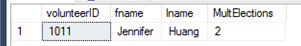 volunteerID fname lname MultElections
1 1011 Jennifer Huang 2